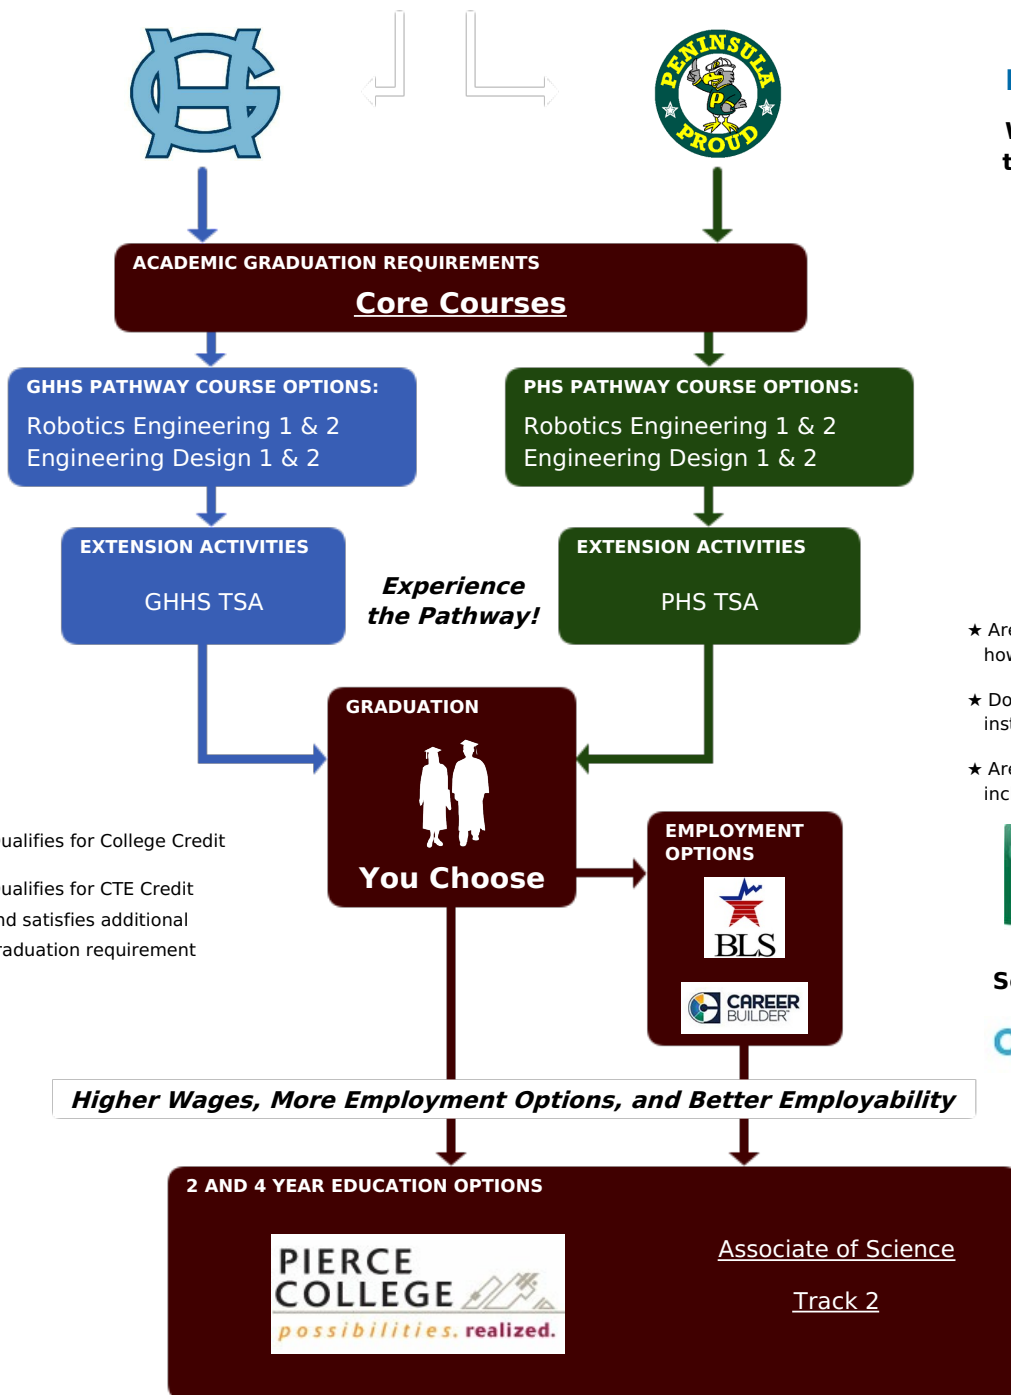 PENINSULA
PROUD
ACADEMIC GRADUATION REQUIREMENTS
Core Courses
GHHS PATHWAY COURSE OPTIONS:
Robotics Engineering 1 & 2
Engineering Design 1 & 2
PHS PATHWAY COURSE OPTIONS:
Robotics Engineering 1 & 2
Engineering Design 1 & 2
EXTENSION ACTIVITIES
GHHS TSA
Experience
the Pathway!
EXTENSION ACTIVITIES
PHS TSA
★ Are
★ Do
★ Are
GRADUATION
You Choose
ualifies for College Credit
ualifies for CTE Credit
nd satisfies additional
raduation requirement
EMPLOYMENT
OPTIONS
BLS
CAREER
BUILDER
Higher Wages, More Employment Options, and Better Employability
2 AND 4 YEAR EDUCATION OPTIONS
PIERCE
COLLEGE
possibilities. realized.
Associate of Science
Track 2